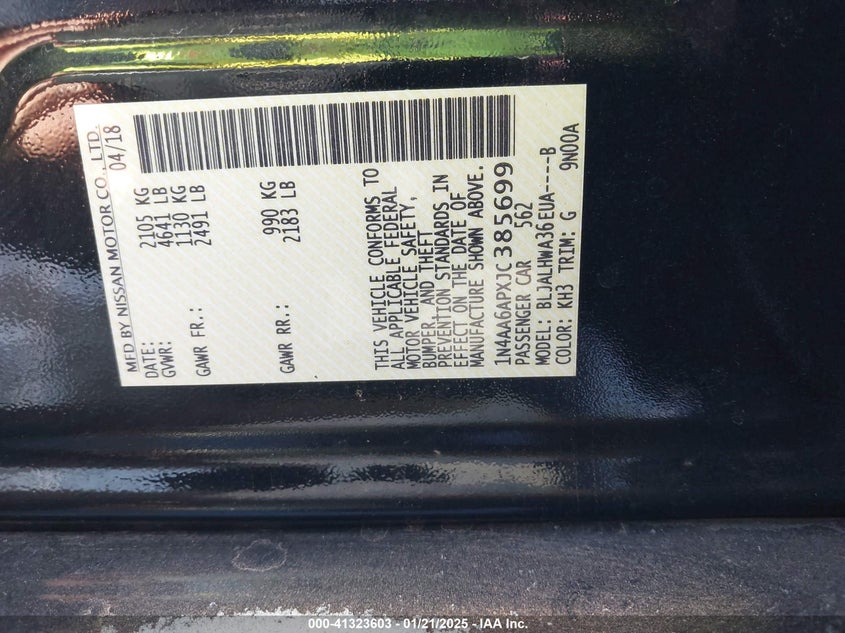 MFD BY NISSAN MOTOR CO., LTD.
DATE: 04/18
GVWR: 2105 KG
4641 LB
GAWR FR.: 1130 KG
2491 LB
GAWR RR.: 990 KG
2183 LB
THIS VEHICLE CONFORMS TO
ALL APPLICABLE FEDERAL
MOTOR VEHICLE SAFETY,
BUMPER, AND THEFT
PREVENTION STANDARDS IN
EFFECT ON THE DATE OF
MANUFACTURE SHOWN ABOVE.
1N4AA6APXJC385699
PASSENGER CAR 562
MODEL: BLJALHWA36EUA----B
COLOR: KH3 TRIM: G 9N00A
000-41323603 - 01/21/2025 - IAA Inc.